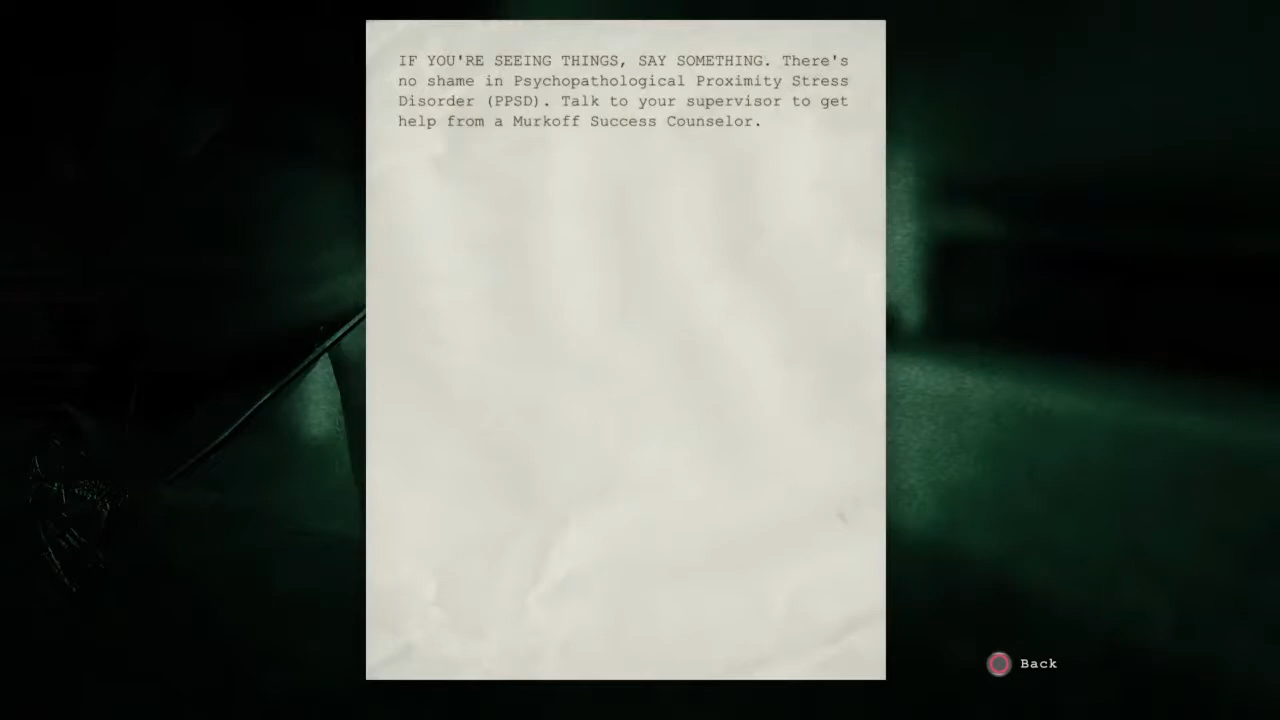 IF YOU'RE SEEING THINGS, SAY SOMETHING. There's
no shame in Psychopathological Proximity Stress
Disorder (PPSD). Talk to your supervisor to get
help from a Murkoff Success Counselor.
Back